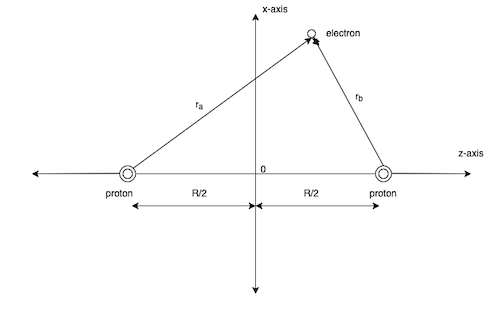 x-axis
electron
ra
rb
z-axis
0
proton
R/2
R/2
proton